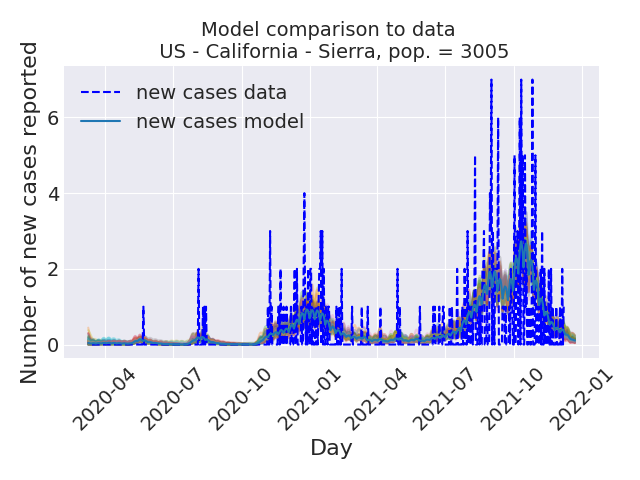 Model comparison to data
US - California - Sierra, pop. = 3005
new cases data
new cases model
Number of new cases reported
6
4
2
0
2020-04
2020-07
2020-10
2021-01
2021-04
2021-07
2021-10
2022-01
Day